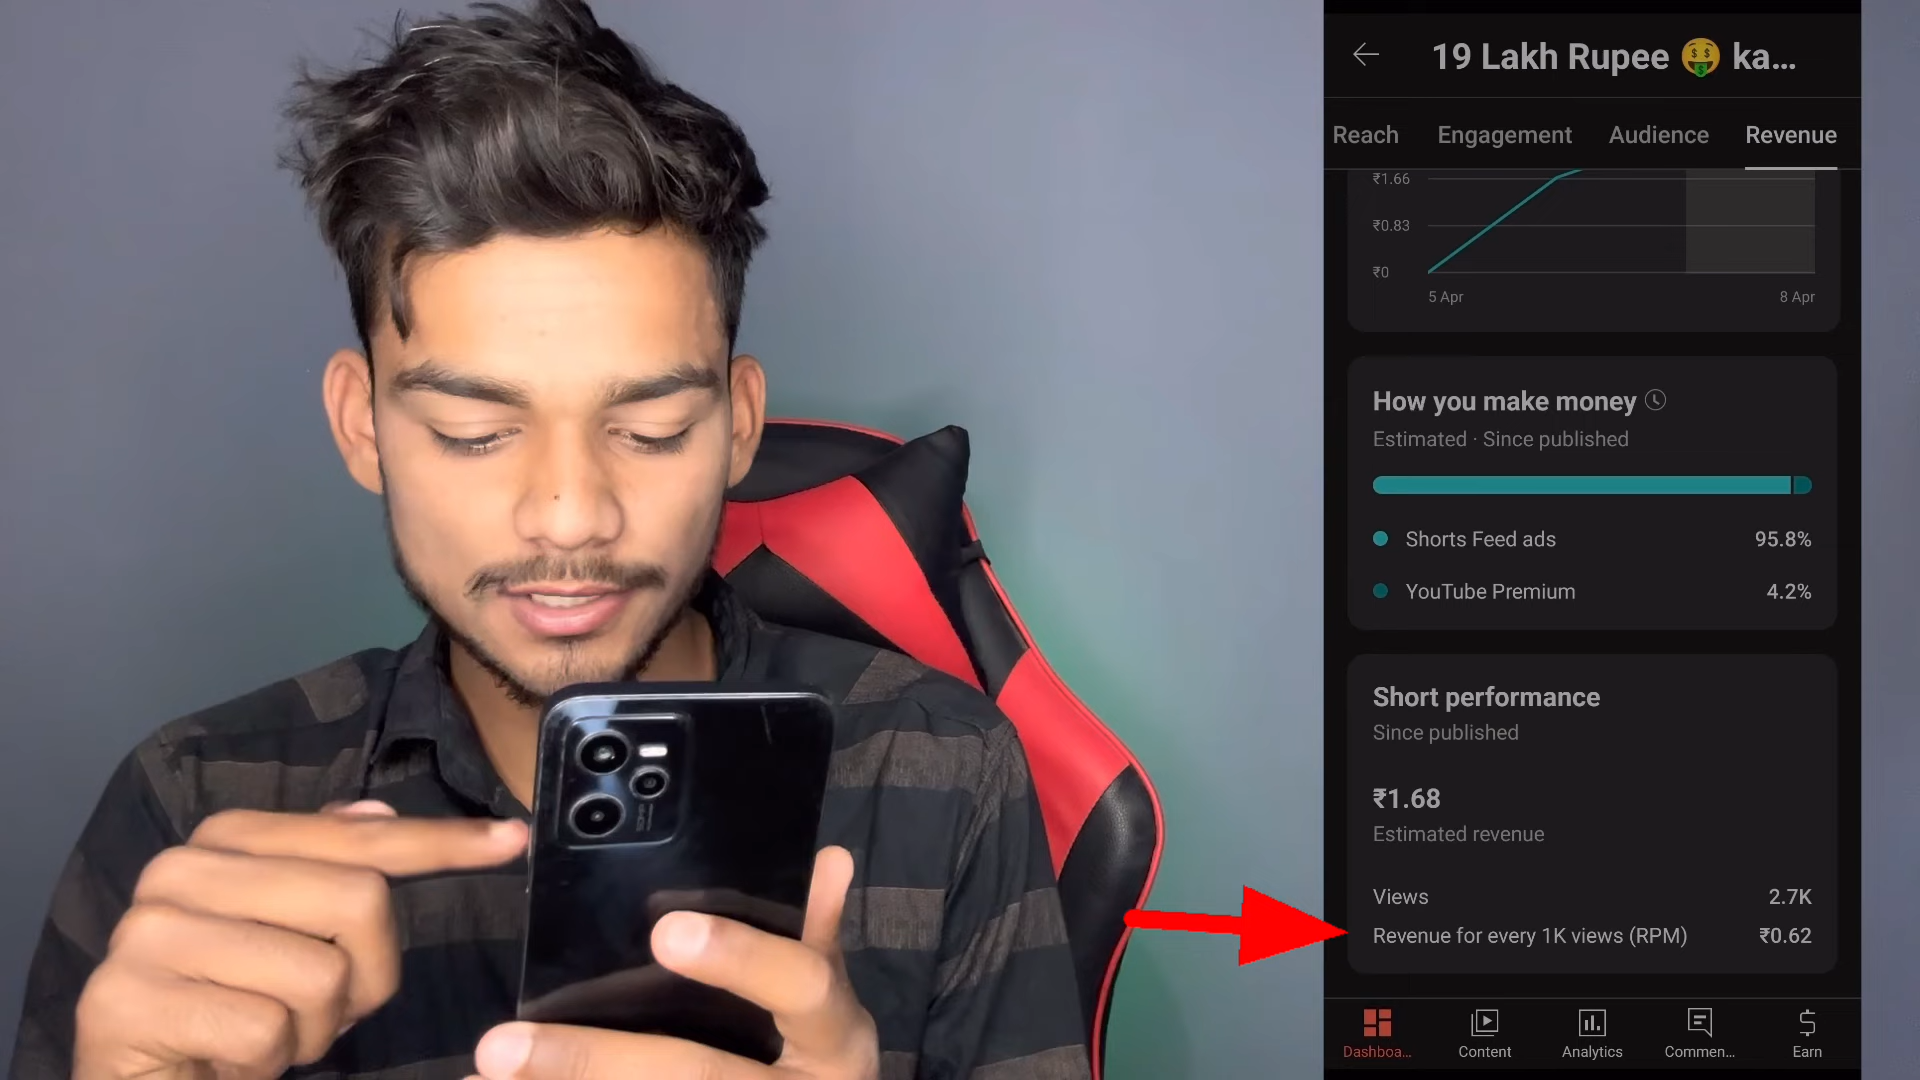 19 Lakh Rupee 🤑 ka...
Reach Engagement Audience Revenue
₹1.66
₹0.83
₹0
5 Apr 8 Apr
How you make money
Estimated · Since published
Shorts Feed ads 95.8%
YouTube Premium 4.2%
Short performance
Since published
₹1.68
Estimated revenue
Views 2.7K
Revenue for every 1K views (RPM) ₹0.62
Dashboa... Content Analytics Commen... Earn